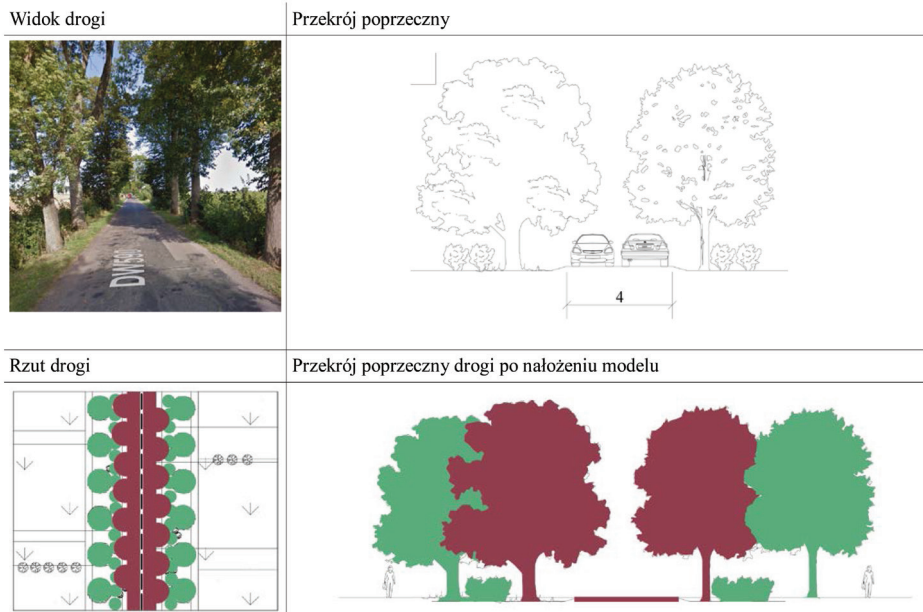 Widok drogi
Przekrój poprzeczny
4
Rzut drogi
Przekrój poprzeczny drogi po nałożeniu modelu